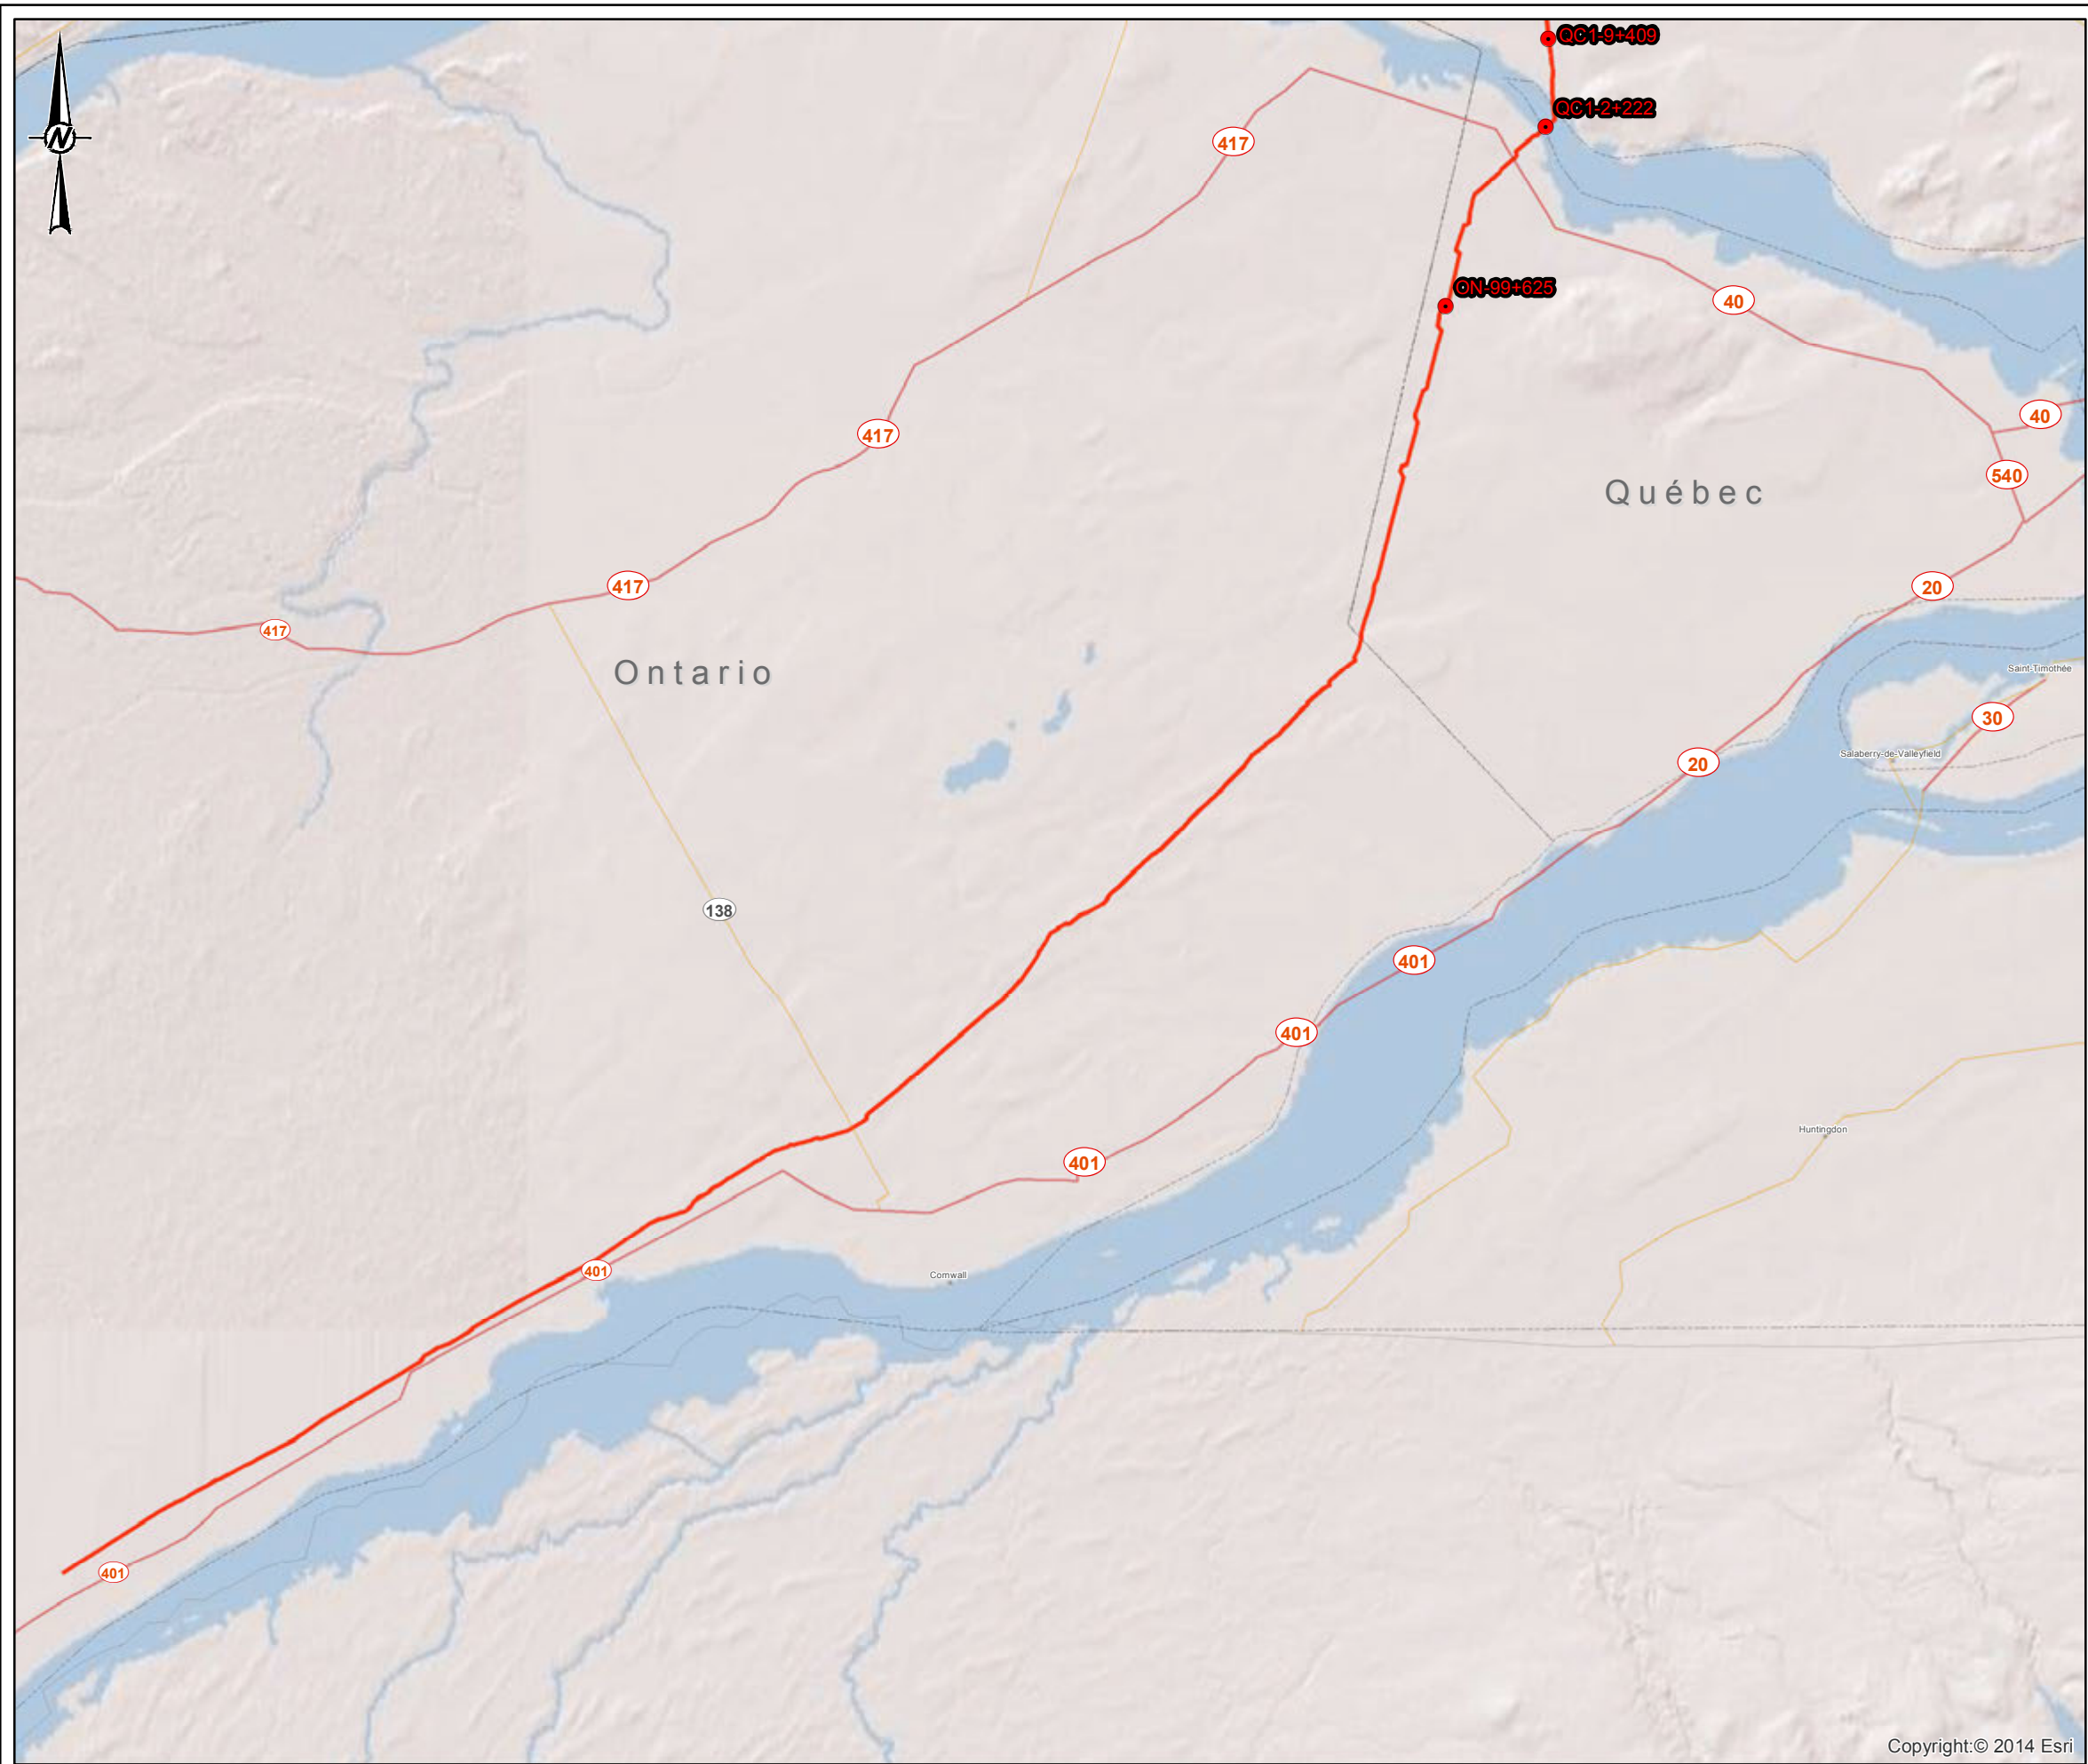 QC1-9+409
QC1-2+222
N
417
ON-99+625
40
40
417
540
Québec
417
20
417
Ontario
Saint-Timothée
30
Salaberry-de-Valleyfield
20
138
401
401
Huntingdon
401
401
Cornwall
401
Copyright:© 2014 Esri